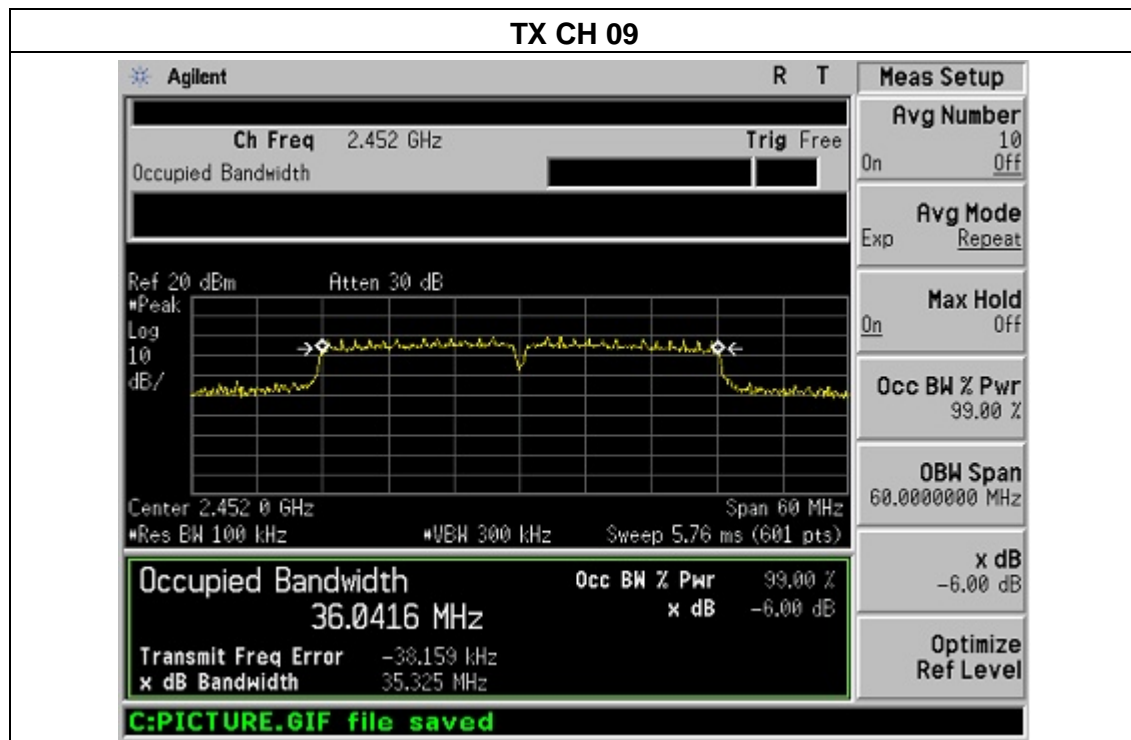 TX CH 09
Agilent R T Meas Setup
Ch Freq 2.452 GHz Trig Free
Occupied Bandwidth
Avg Number
10
On Off
Avg Mode
Exp Repeat
Ref 20 dBm Atten 30 dB
#Peak
Log
10
dB/
Max Hold
On Off
Occ BW % Pwr
99.00 %
OBW Span
60.0000000 MHz
Center 2.452 0 GHz Span 60 MHz
#Res BW 100 kHz #VBW 300 kHz Sweep 5.76 ms (601 pts)
x dB
-6.00 dB
Occupied Bandwidth Occ BW % Pwr 99.00 %
36.0416 MHz x dB -6.00 dB
Transmit Freq Error -38.159 kHz
x dB Bandwidth 35.325 MHz
Optimize
Ref Level
C:PICTURE.GIF file saved